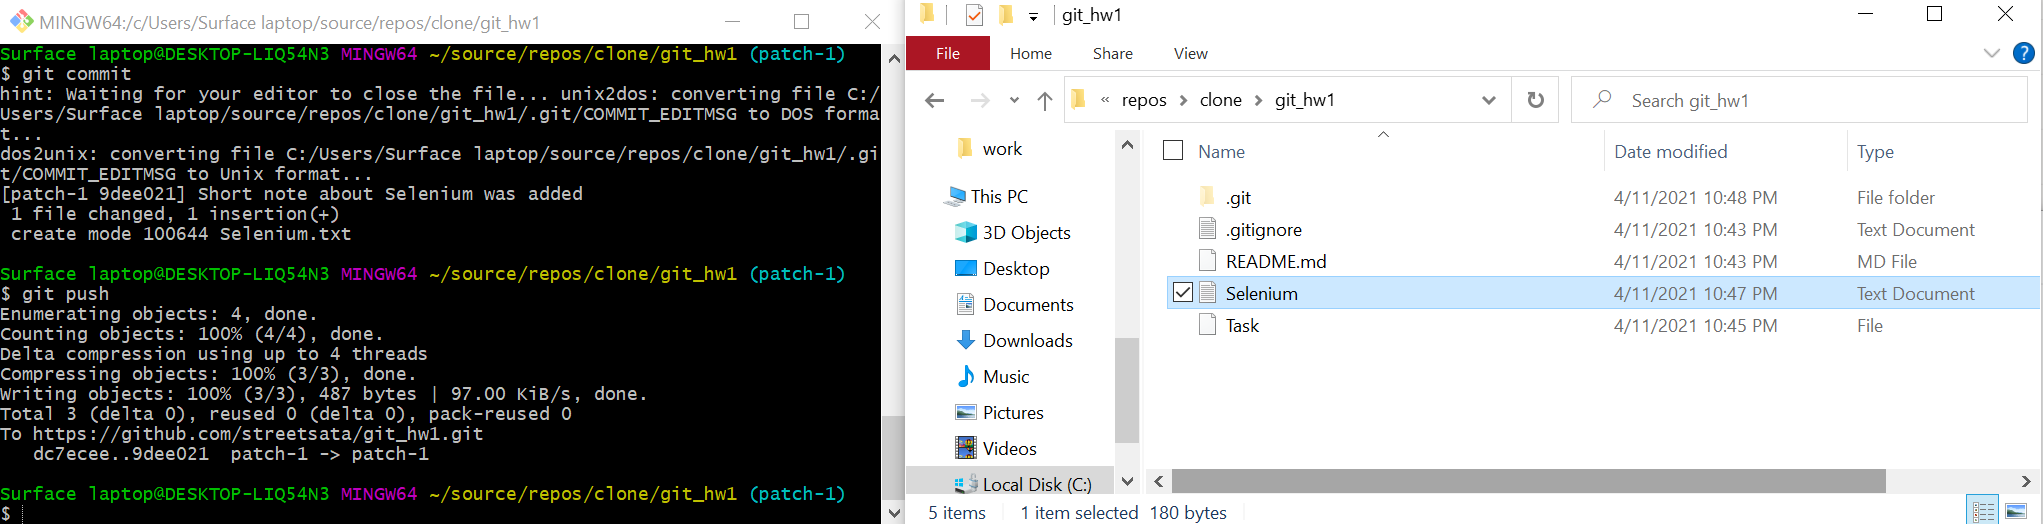 MINGW64:/c/Users/Surface laptop/source/repos/clone/git_hw1
Surface laptop@DESKTOP-LIQ54N3 MINGW64 ~/source/repos/clone/git_hw1 (patch-1)
$ git commit
hint: Waiting for your editor to close the file... unix2dos: converting file C:/
Users/Surface laptop/source/repos/clone/git_hw1/.git/COMMIT_EDITMSG to DOS forma
t...
dos2unix: converting file C:/Users/Surface laptop/source/repos/clone/git_hw1/.gi
t/COMMIT_EDITMSG to Unix format...
[patch-1 9dee021] Short note about Selenium was added
1 file changed, 1 insertion(+)
create mode 100644 Selenium.txt
Surface laptop@DESKTOP-LIQ54N3 MINGW64 ~/source/repos/clone/git_hw1 (patch-1)
$ git push
Enumerating objects: 4, done.
Counting objects: 100% (4/4), done.
Delta compression using up to 4 threads
Compressing objects: 100% (3/3), done.
Writing objects: 100% (3/3), 487 bytes | 97.00 KiB/s, done.
Total 3 (delta 0), reused 0 (delta 0), pack-reused 0
To https://github.com/streetsata/git_hw1.git
dc7ecee..9dee021  patch-1 -> patch-1
Surface laptop@DESKTOP-LIQ54N3 MINGW64 ~/source/repos/clone/git_hw1 (patch-1)
$
git_hw1
File Home Share View
« repos > clone > git_hw1
Search git_hw1
work
This PC
3D Objects
Desktop
Documents
Downloads
Music
Pictures
Videos
Local Disk (C:)
Name Date modified Type
.git 4/11/2021 10:48 PM File folder
.gitignore 4/11/2021 10:43 PM Text Document
README.md 4/11/2021 10:43 PM MD File
Selenium 4/11/2021 10:47 PM Text Document
Task 4/11/2021 10:45 PM File
5 items 1 item selected 180 bytes